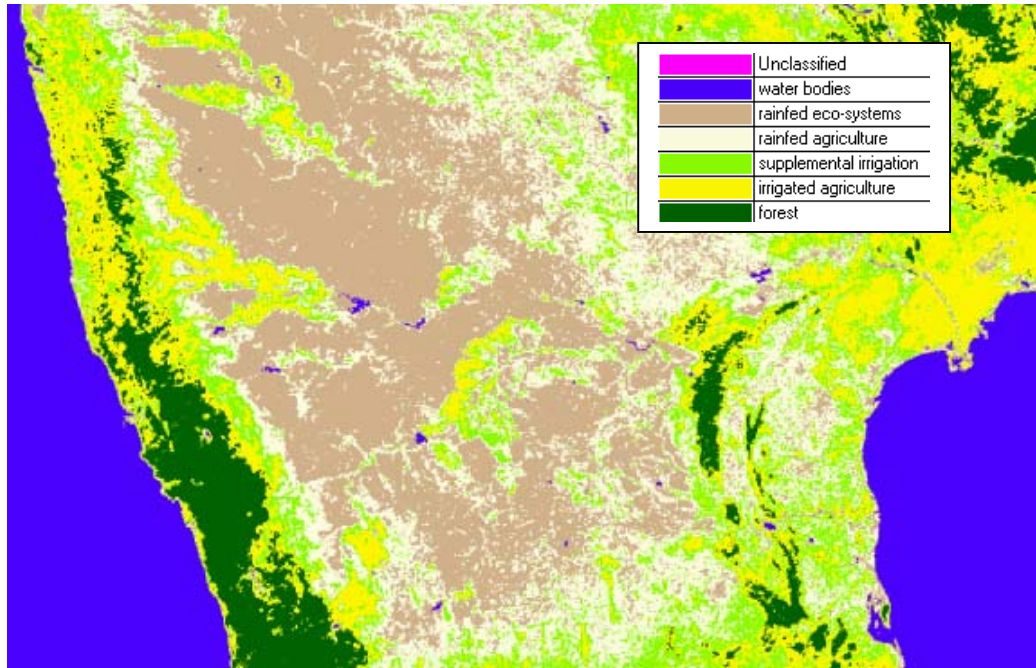 Unclassified
water bodies
rainfed eco-systems
rainfed agriculture
supplemental irrigation
irrigated agriculture
forest